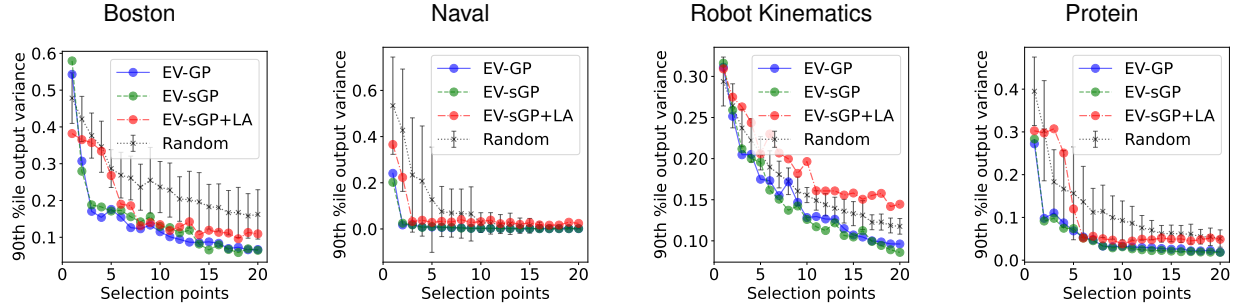 Boston
90th %ile output variance
0.6
0.5
0.4
0.3
0.2
0.1
EV-GP
EV-sGP
EV-sGP+LA
Random
0 5 10 15 20
Selection points
Naval
90th %ile output variance
0.6
0.4
0.2
0.0
EV-GP
EV-sGP
EV-sGP+LA
Random
0 5 10 15 20
Selection points
Robot Kinematics
90th %ile output variance
0.30
0.25
0.20
0.15
0.10
EV-GP
EV-sGP
EV-sGP+LA
Random
0 5 10 15 20
Selection points
Protein
90th %ile output variance
0.4
0.3
0.2
0.1
0.0
EV-GP
EV-sGP
EV-sGP+LA
Random
0 5 10 15 20
Selection points